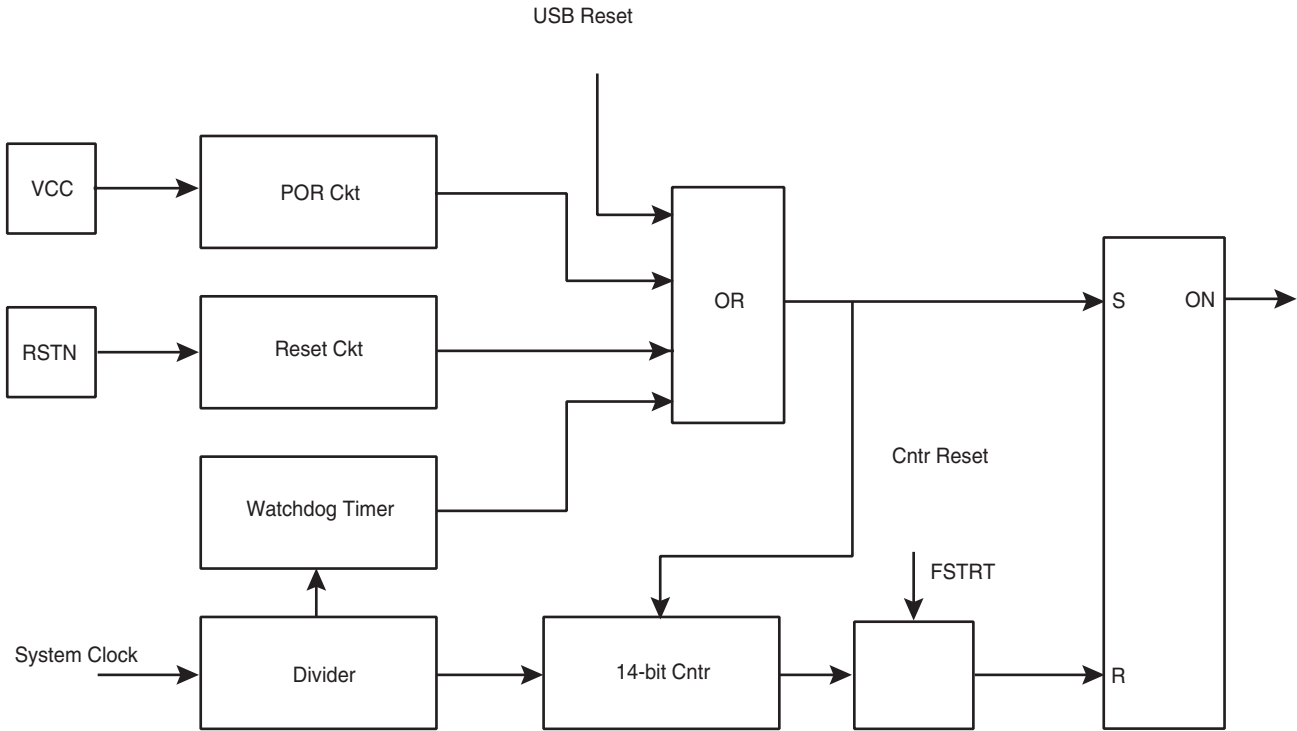 USB Reset
VCC
POR Ckt
OR
S
ON
RSTN
Reset Ckt
Cntr Reset
Watchdog Timer
FSTRT
System Clock
Divider
14-bit Cntr
R